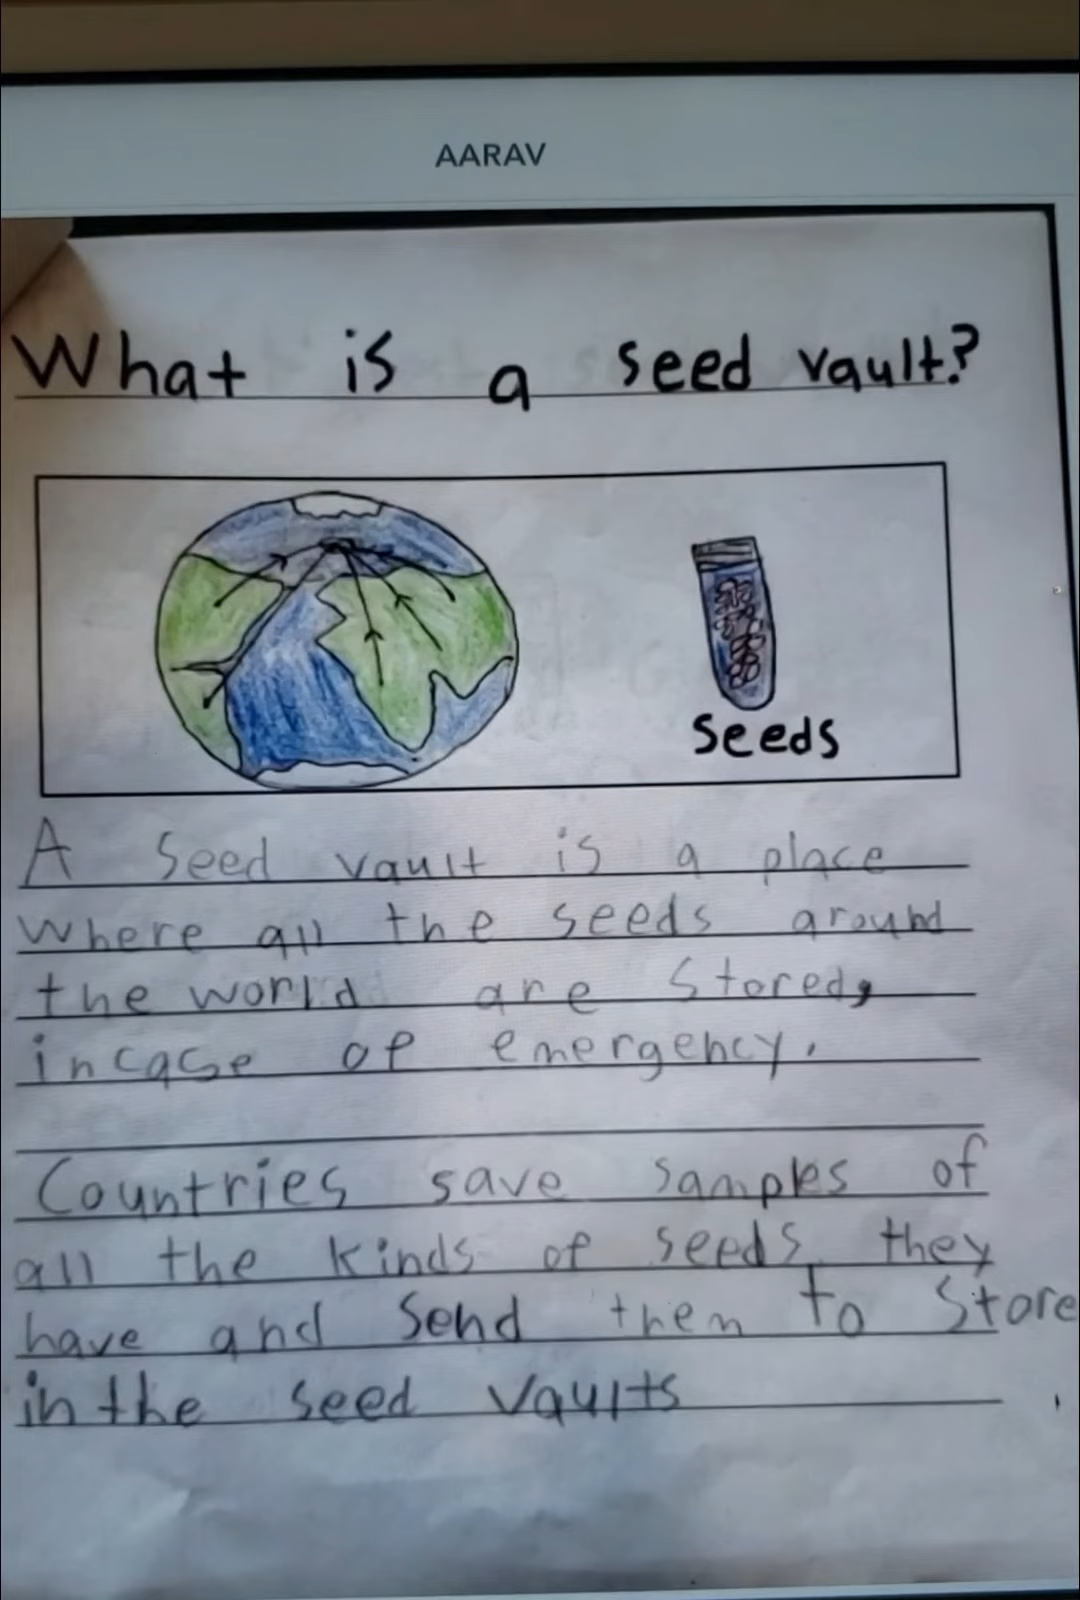 AARAV
What is a seed vault?
seeds
A seed vault is a place
where all the seeds around
the world are stored,
incase of emergency.
Countries save samples of
all the kinds of seeds they
have and send them to store
in the seed vaults